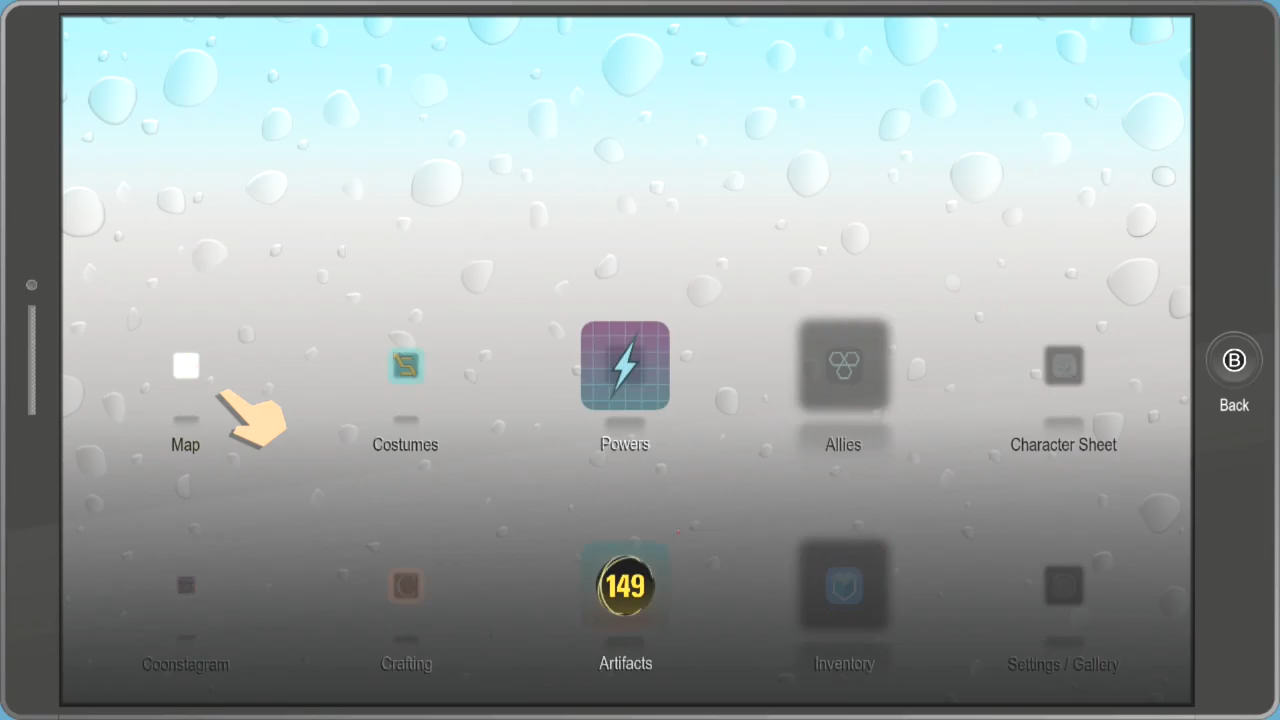 Map
Costumes
Powers
Allies
Character Sheet
B
Back
149
Coonstagram
Crafting
Artifacts
Inventory
Settings / Gallery